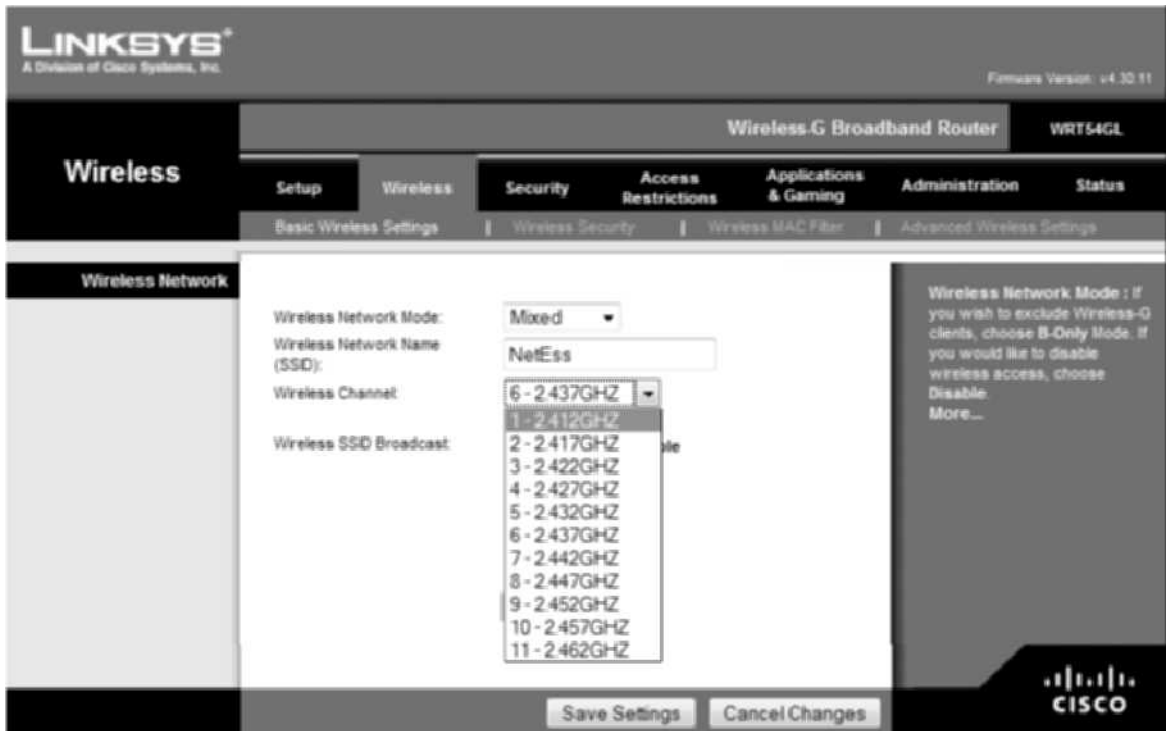 LINKSYS
A Division of Cisco Systems, Inc.
Firmware Version: v4.30.11
Wireless-G Broadband Router
WRT54GL
Wireless
Setup
Wireless
Security
Access Restrictions
Applications & Gaming
Administration
Status
Basic Wireless Settings | Wireless Security | Wireless MAC Filter | Advanced Wireless Settings
Wireless Network
Wireless Network Mode:
Mixed
Wireless Network Name
(SSID):
NetEss
Wireless Channel:
6 - 2.437GHZ
1 - 2.412GHZ
2 - 2.417GHZ
3 - 2.422GHZ
4 - 2.427GHZ
5 - 2.432GHZ
6 - 2.437GHZ
7 - 2.442GHZ
8 - 2.447GHZ
9 - 2.452GHZ
10 - 2.457GHZ
11 - 2.462GHZ
Wireless SSID Broadcast:
ble
Wireless Network Mode : If
you wish to exclude Wireless-G
clients, choose B-Only Mode. If
you would like to disable
wireless access, choose
Disable.
More...
Save Settings
Cancel Changes
CISCO